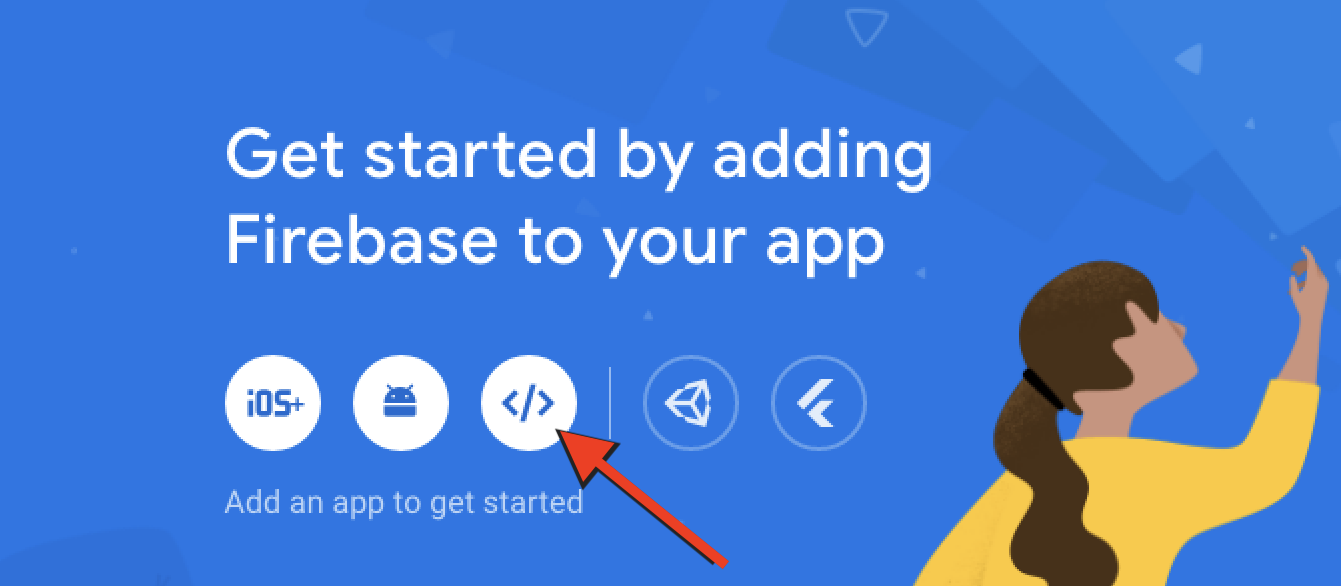 Get started by adding
Firebase to your app
iOS+
</>
Add an app to get started